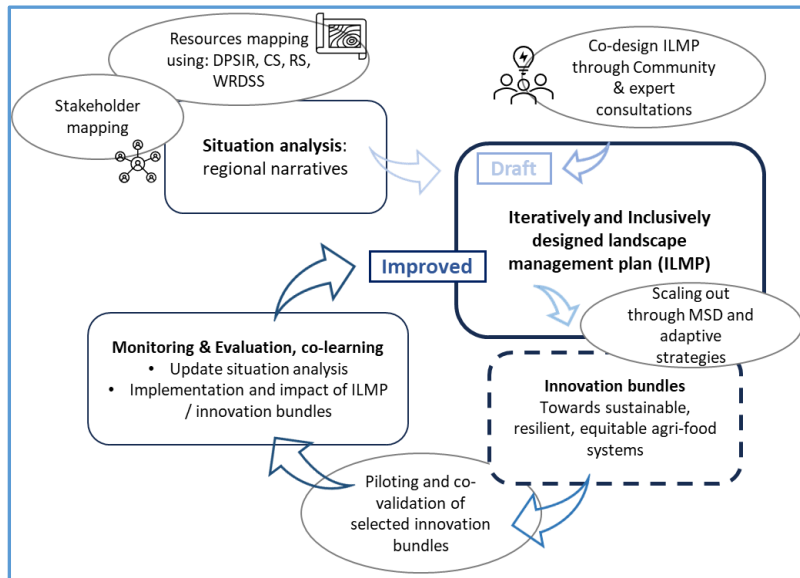 Resources mapping
using: DPSIR, CS, RS,
WRDSS
Stakeholder
mapping
Situation analysis:
regional narratives
Co-design ILMP
through Community
& expert
consultations
Draft
Iteratively and Inclusively
designed landscape
management plan (ILMP)
Improved
Scaling out
through MSD and
adaptive
strategies
Innovation bundles
Towards sustainable,
resilient, equitable agri-food
systems
Monitoring & Evaluation, co-learning
• Update situation analysis
• Implementation and impact of ILMP
/ innovation bundles
Piloting and co-
validation of
selected innovation
bundles